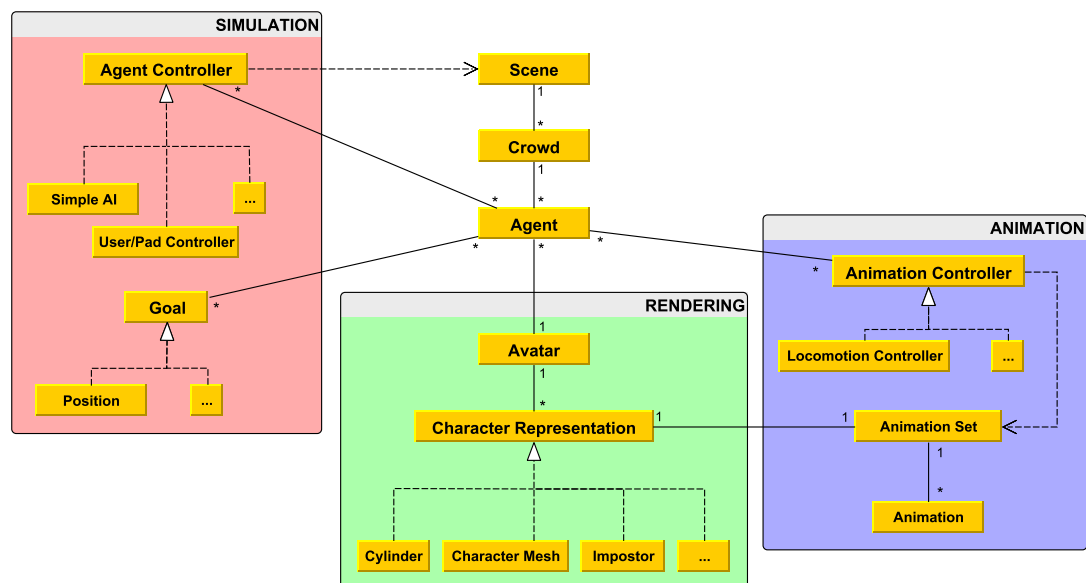 SIMULATION
Agent Controller
*
Simple AI
...
User/Pad Controller
Goal
*
Position
...
Scene
1
*
Crowd
1
*
*
Agent
*
*
*
RENDERING
1
Avatar
1
*
Character Representation
1
Cylinder
Character Mesh
Impostor
...
ANIMATION
*
Animation Controller
Locomotion Controller
...
1
Animation Set
1
*
Animation